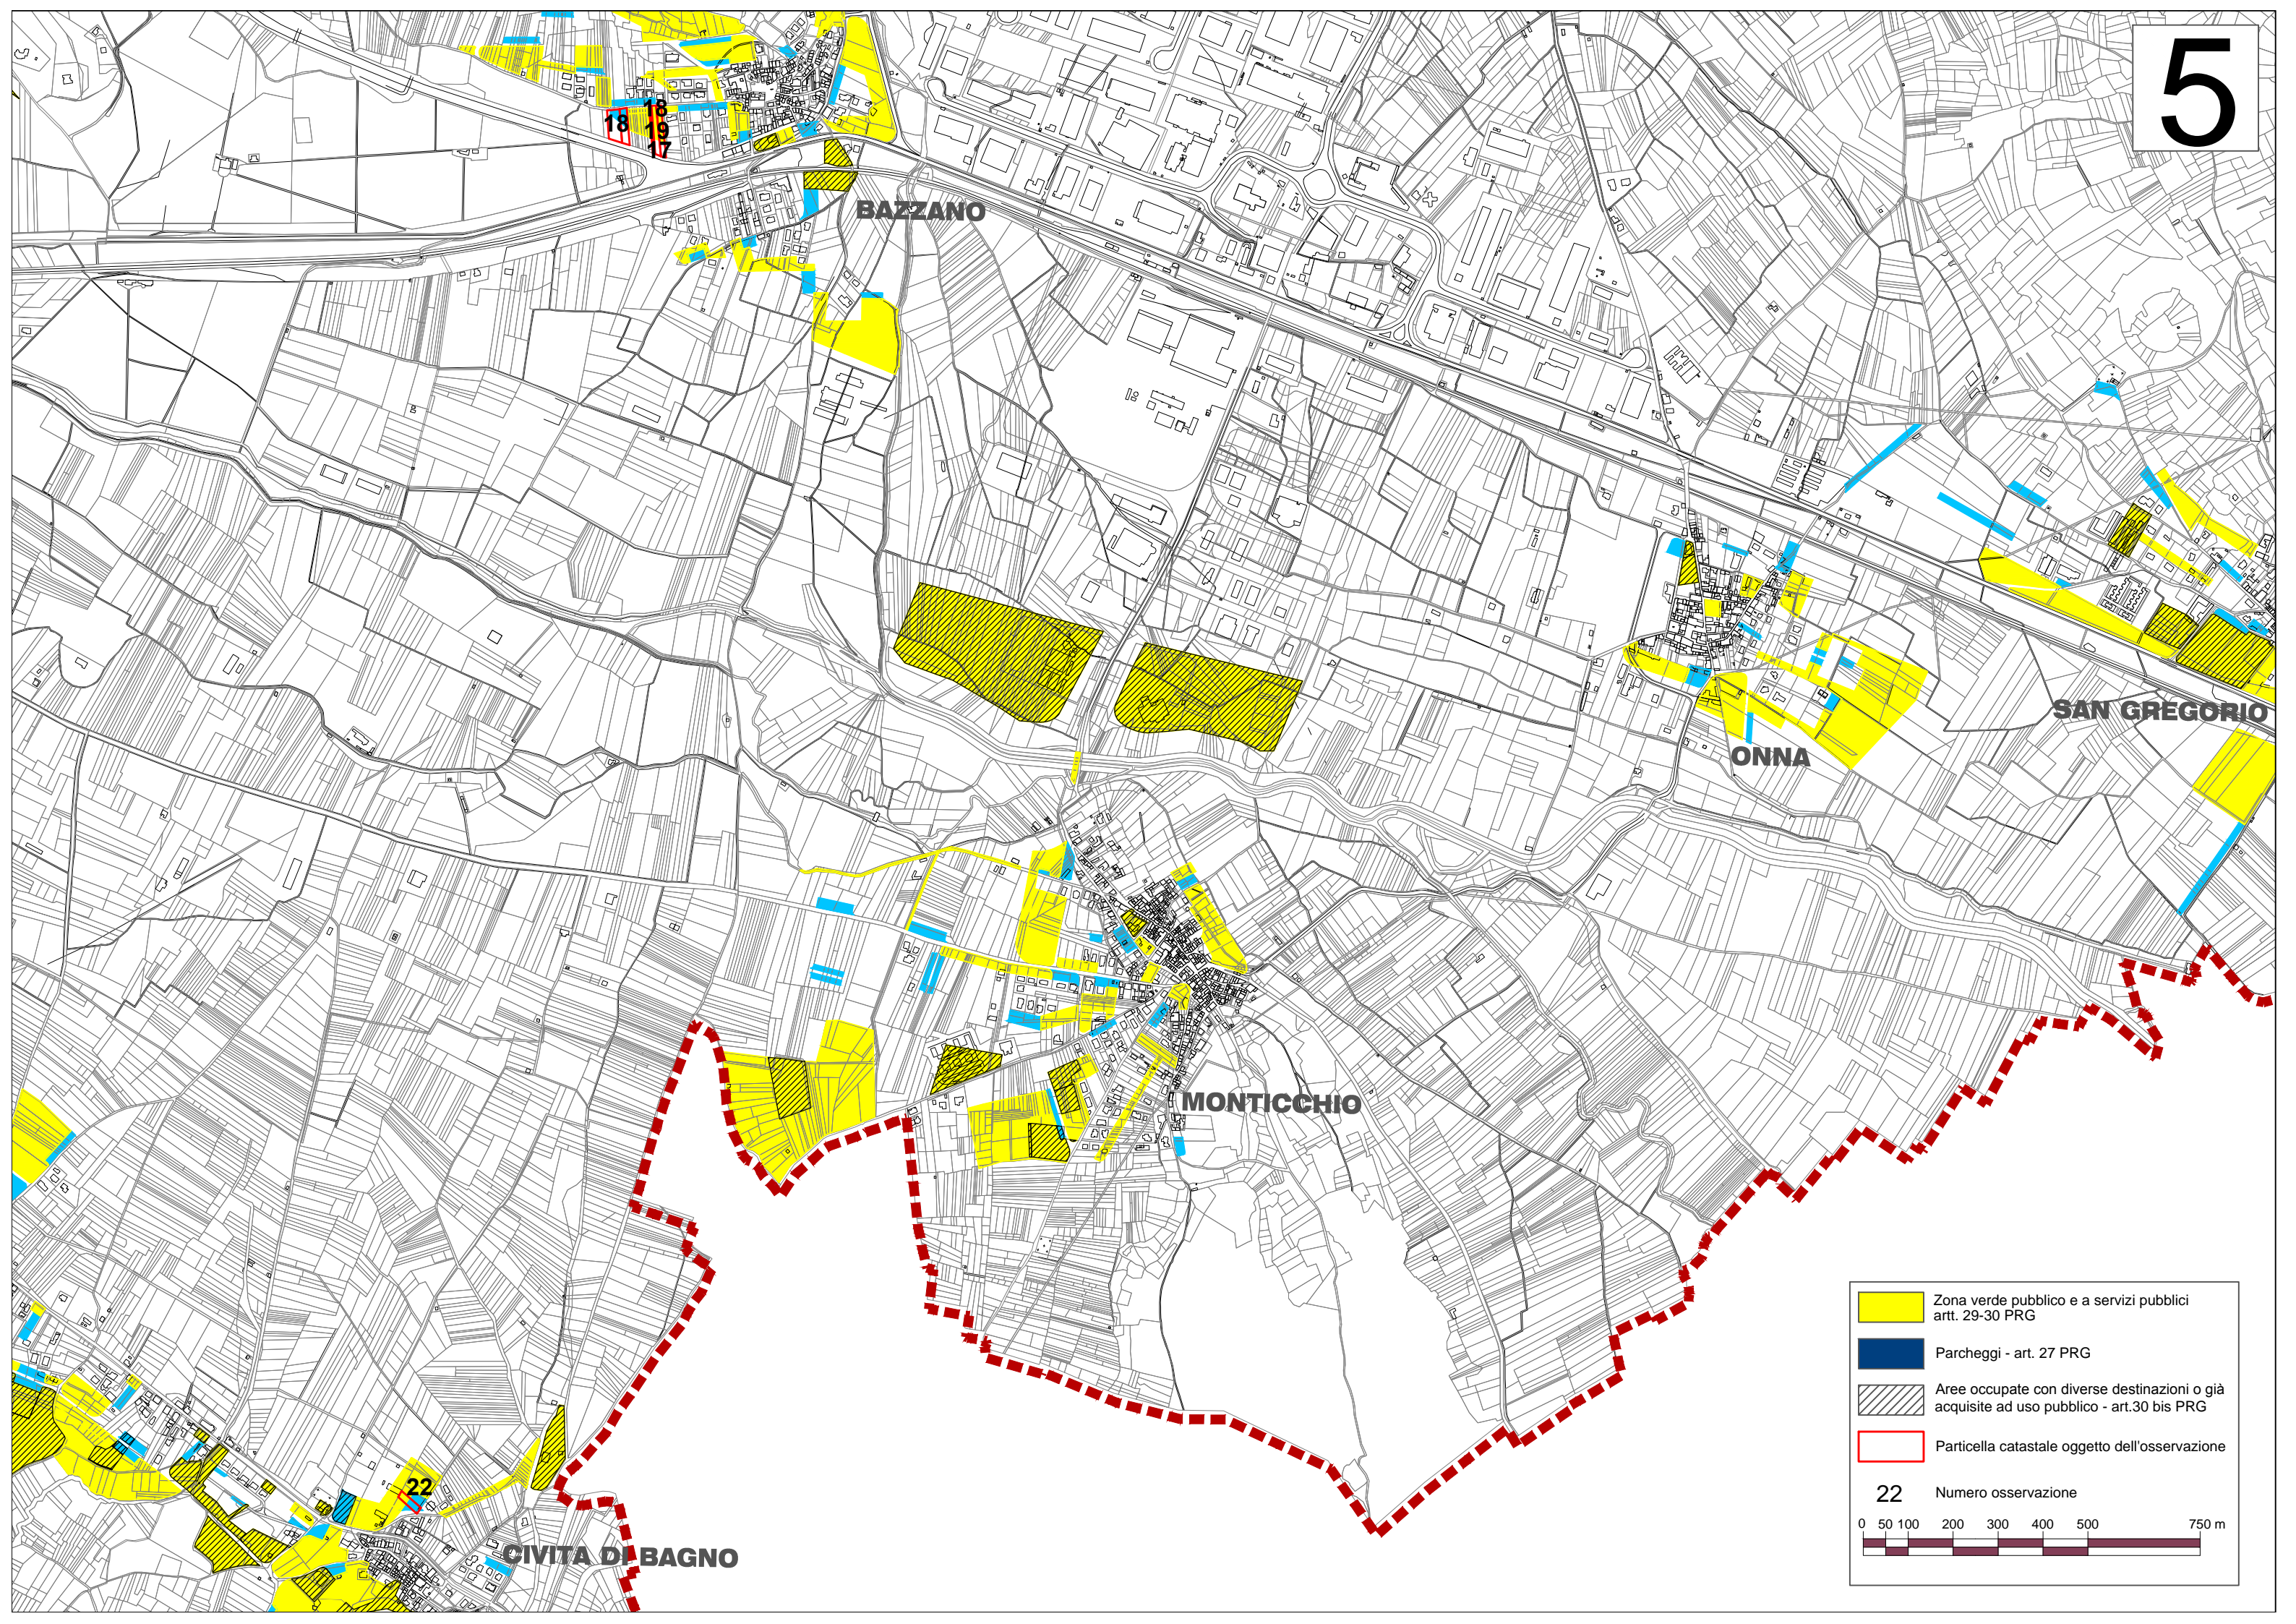 5
18
18
19
17
BAZZANO
SAN GREGORIO
ONNA
MONTICCHIO
22
CIVITA DI BAGNO
Zona verde pubblico e a servizi pubblici
artt. 29-30 PRG
Parcheggi - art. 27 PRG
Aree occupate con diverse destinazioni o già
acquisite ad uso pubblico - art.30 bis PRG
Particella catastale oggetto dell'osservazione
22 Numero osservazione
0 50 100 200 300 400 500 750 m